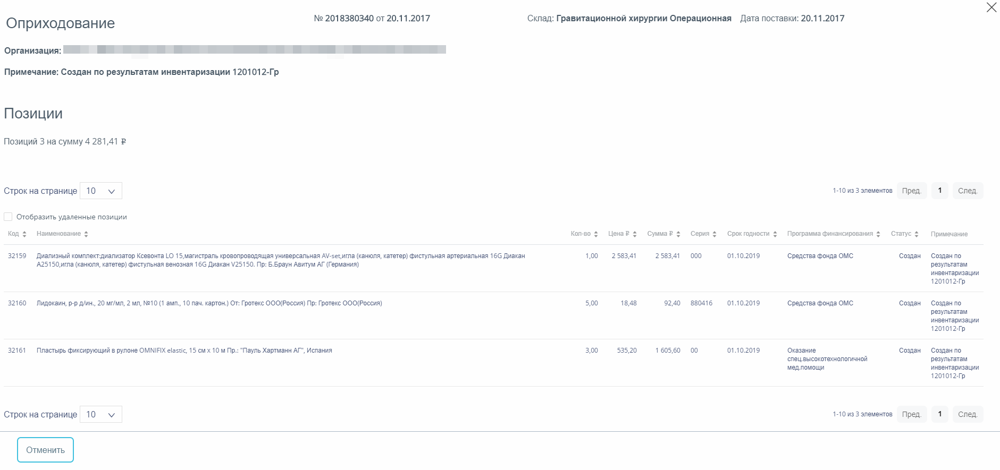 Оприходование
№ 2018380340 от 20.11.2017
Склад: Гравитационной хирургии Операционная Дата поставки: 20.11.2017
Организация:
Примечание: Создан по результатам инвентаризации 1201012-Гр
Позиции
Позиций 3 на сумму 4 281,41 ₽
Строк на странице 10
1-10 из 3 элементов Пред. 1 След.
Отобразить удаленные позиции
Код Наименование Кол-во Цена ₽ Сумма ₽ Серия Срок годности Программа финансирования Статус Примечание
32159 Диализный комплект:диализатор Ксевонта LO 15,магистраль кровопроводящая универсальная AV-set,игла (канюля, катетер) фистульная артериальная 16G Диакан
A25150,игла (канюля, катетер) фистульная венозная 16G Диакан V25150. Пр: Б.Браун Авитум АГ (Германия)
1,00 2 583,41 2 583,41 000 01.10.2019 Средства фонда ОМС Создан Создан по
результатам
инвентаризации
1201012-Гр
32160 Лидокаин, р-р д/ин., 20 мг/мл, 2 мл, №10 (1 амп., 10 пач. картон.) От: Гротекс ООО(Россия) Пр: Гротекс ООО(Россия) 5,00 18,48 92,40 880416 01.10.2019 Средства фонда ОМС Создан Создан по
результатам
инвентаризации
1201012-Гр
32161 Пластырь фиксирующий в рулоне OMNIFIX elastic, 15 см x 10 м Пр.: "Пауль Хартманн АГ", Испания 3,00 535,20 1 605,60 00 01.10.2019 Оказание
спец.высокотехнологичной
мед.помощи
Создан Создан по
результатам
инвентаризации
1201012-Гр
Строк на странице 10
1-10 из 3 элементов Пред. 1 След.
Отменить